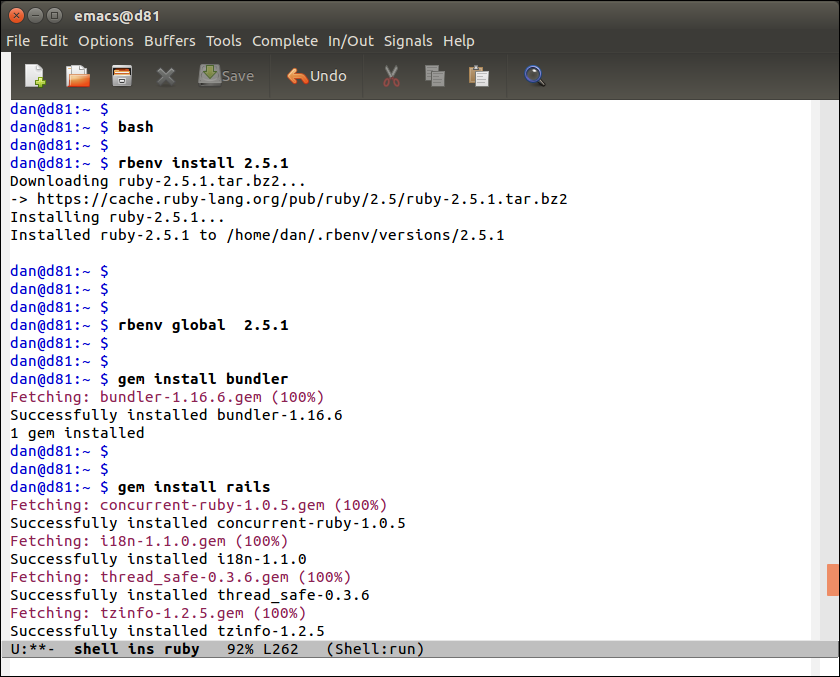 emacs@d81
File Edit Options Buffers Tools Complete In/Out Signals Help
Save Undo
dan@d81:~ $
dan@d81:~ $ bash
dan@d81:~ $
dan@d81:~ $ rbenv install 2.5.1
Downloading ruby-2.5.1.tar.bz2...
-> https://cache.ruby-lang.org/pub/ruby/2.5/ruby-2.5.1.tar.bz2
Installing ruby-2.5.1...
Installed ruby-2.5.1 to /home/dan/.rbenv/versions/2.5.1
dan@d81:~ $
dan@d81:~ $
dan@d81:~ $
dan@d81:~ $ rbenv global  2.5.1
dan@d81:~ $
dan@d81:~ $
dan@d81:~ $ gem install bundler
Fetching: bundler-1.16.6.gem (100%)
Successfully installed bundler-1.16.6
1 gem installed
dan@d81:~ $
dan@d81:~ $
dan@d81:~ $ gem install rails
Fetching: concurrent-ruby-1.0.5.gem (100%)
Successfully installed concurrent-ruby-1.0.5
Fetching: i18n-1.1.0.gem (100%)
Successfully installed i18n-1.1.0
Fetching: thread_safe-0.3.6.gem (100%)
Successfully installed thread_safe-0.3.6
Fetching: tzinfo-1.2.5.gem (100%)
Successfully installed tzinfo-1.2.5
U:**-  shell ins ruby   92% L262   (Shell:run)